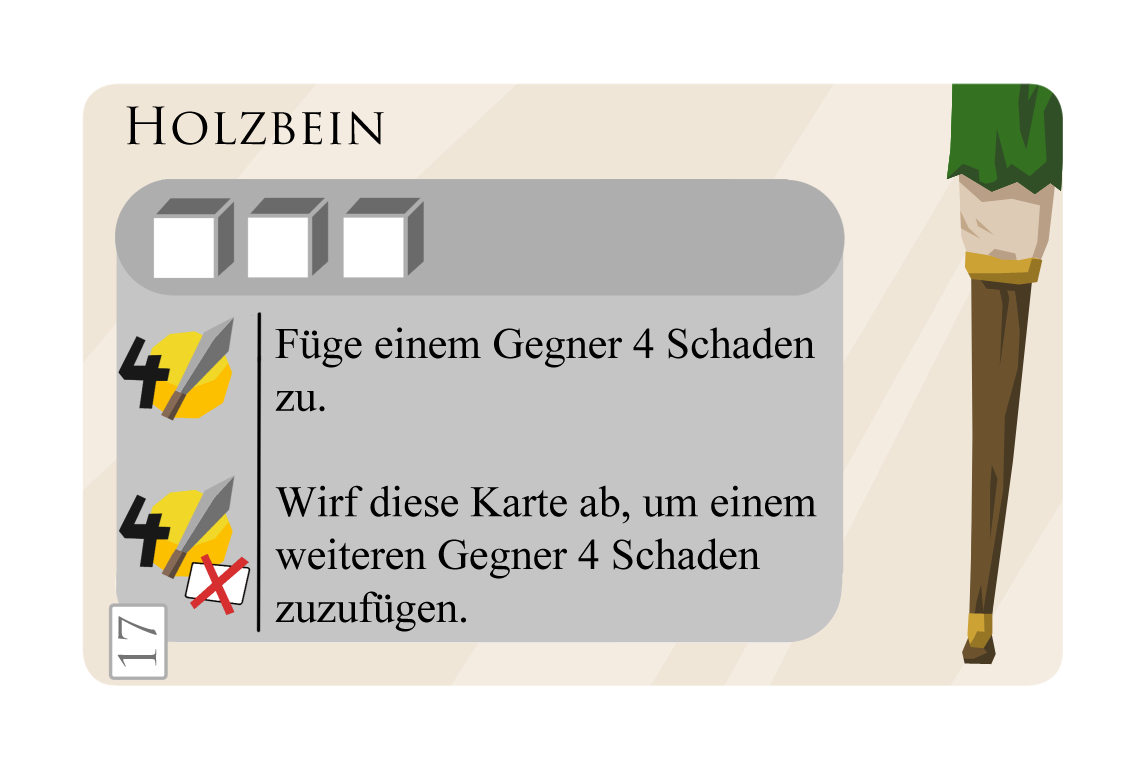 HOLZBEIN
4
Füge einem Gegner 4 Schaden
zu.
4
Wirf diese Karte ab, um einem
weiteren Gegner 4 Schaden
zuzufügen.
17